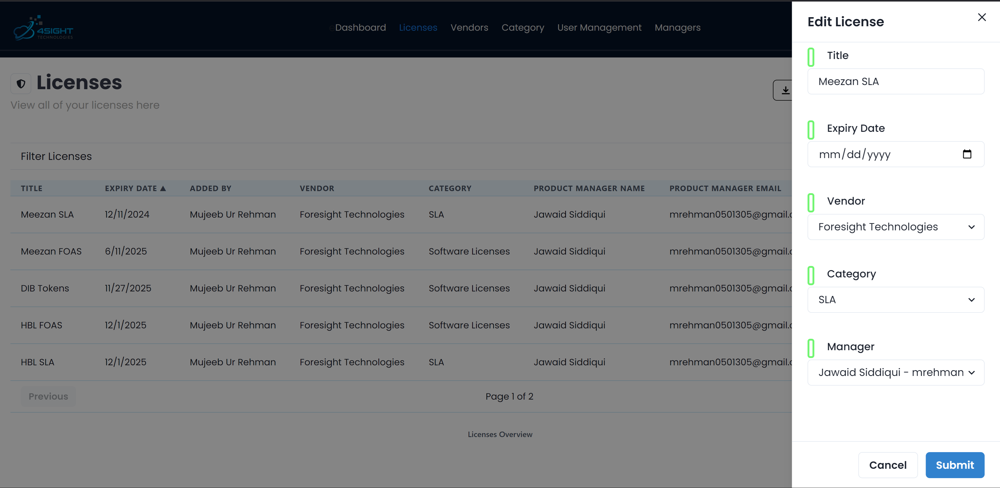 4SIGHT
TECHNOLOGIES
eDashboard Licenses Vendors Category User Management Managers
Licenses
View all of your licenses here
Filter Licenses
TITLE EXPIRY DATE ▲ ADDED BY VENDOR CATEGORY PRODUCT MANAGER NAME PRODUCT MANAGER EMAIL
Meezan SLA 12/11/2024 Mujeeb Ur Rehman Foresight Technologies SLA Jawaid Siddiqui mrehman0501305@gmail.c
Meezan FOAS 6/11/2025 Mujeeb Ur Rehman Foresight Technologies Software Licenses Jawaid Siddiqui mrehman0501305@gmail.c
DIB Tokens 11/27/2025 Mujeeb Ur Rehman Foresight Technologies Software Licenses Jawaid Siddiqui mrehman0501305@gmail.c
HBL FOAS 12/1/2025 Mujeeb Ur Rehman Foresight Technologies Software Licenses Jawaid Siddiqui mrehman0501305@gmail.c
HBL SLA 12/1/2025 Mujeeb Ur Rehman Foresight Technologies SLA Jawaid Siddiqui mrehman0501305@gmail.c
Previous Page 1 of 2
Licenses Overview
Edit License
Title
Meezan SLA
Expiry Date
mm/dd/yyyy
Vendor
Foresight Technologies
Category
SLA
Manager
Jawaid Siddiqui - mrehman
Cancel Submit